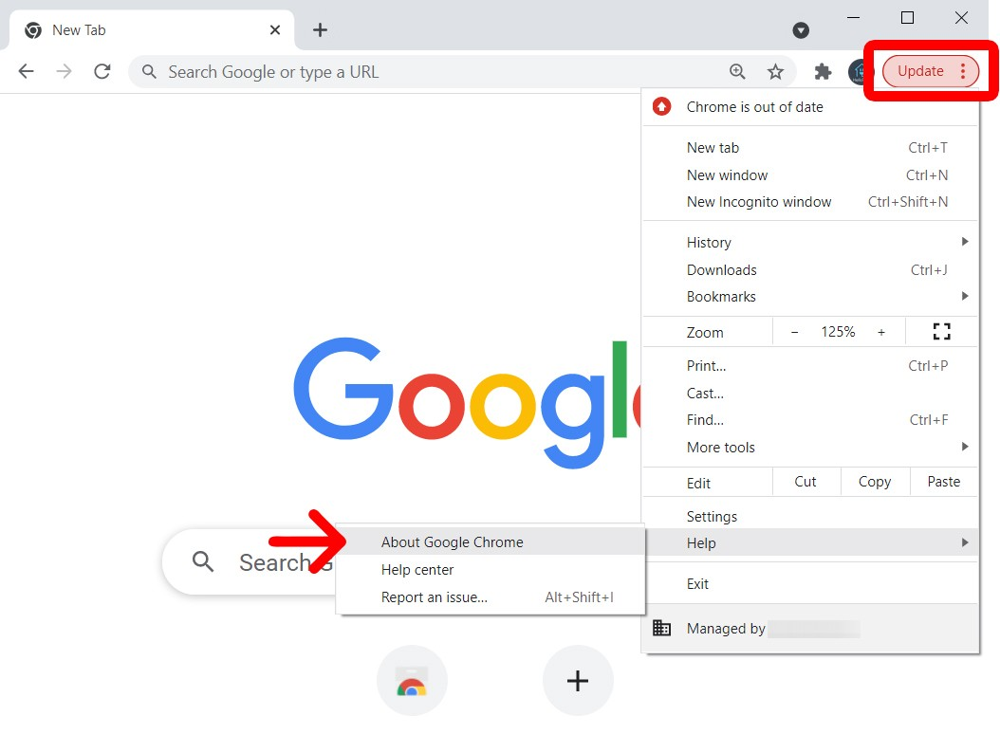 New Tab
Search Google or type a URL
Update
Chrome is out of date
New tab Ctrl+T
New window Ctrl+N
New Incognito window Ctrl+Shift+N
History
Downloads Ctrl+J
Bookmarks
Zoom - 125% +
Print... Ctrl+P
Cast...
Find... Ctrl+F
More tools
Edit Cut Copy Paste
Settings
Help
Exit
Managed by
Google
Search G
About Google Chrome
Help center
Report an issue... Alt+Shift+I